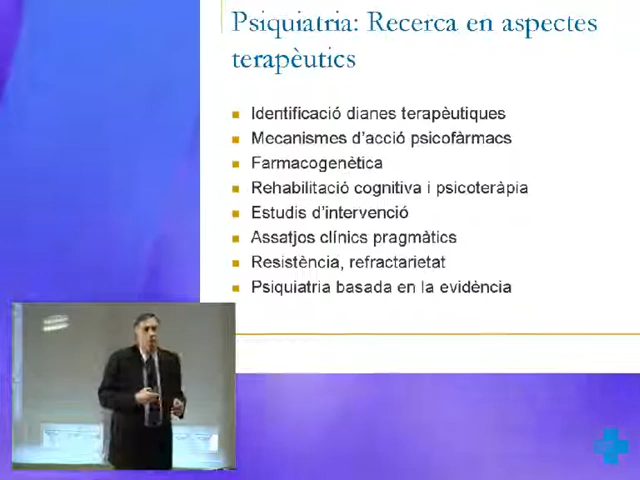 Psiquiatria: Recerca en aspectes
terapèutics
Identificació dianes terapèutiques
Mecanismes d'acció psicofàrmacs
Farmacogenètica
Rehabilitació cognitiva i psicoteràpia
Estudis d'intervenció
Assatjos clínics pragmàtics
Resistència, refractarietat
Psiquiatria basada en la evidència